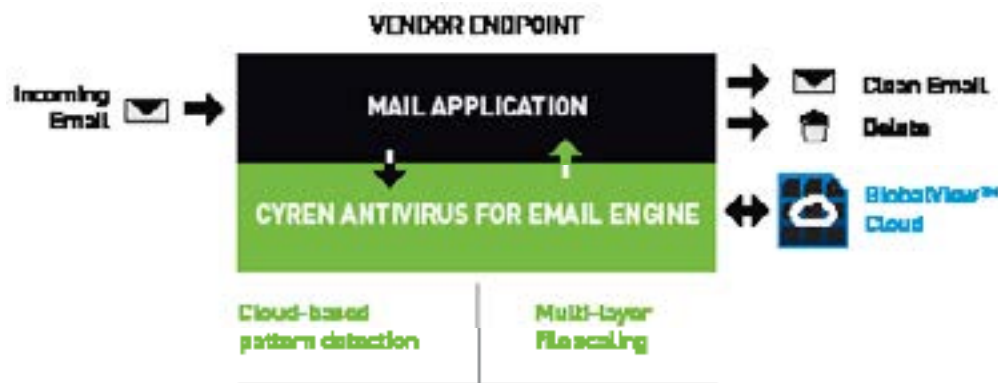 VENDOR ENDPOINT
Incoming
Email
MAIL APPLICATION
Clean Email
Delete
CYREN ANTIVIRUS FOR EMAIL ENGINE
GlobalView™
Cloud
Cloud-based
pattern detection
Multi-layer
file scaling